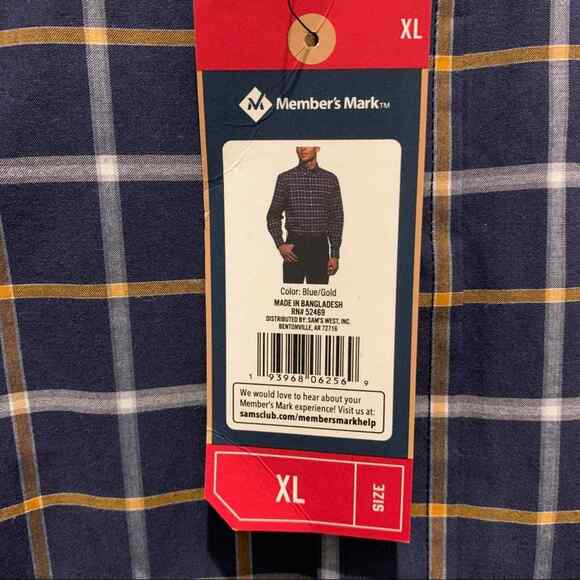 XL
Member's Mark™
Color: Blue/Gold
MADE IN BANGLADESH
RN# 52469
DISTRIBUTED BY: SAM'S WEST, INC.
BENTONVILLE, AR 72716
1 93968 06256 9
We would love to hear about your
Member's Mark experience! Visit us at:
samsclub.com/membersmarkhelp
XL
SIZE